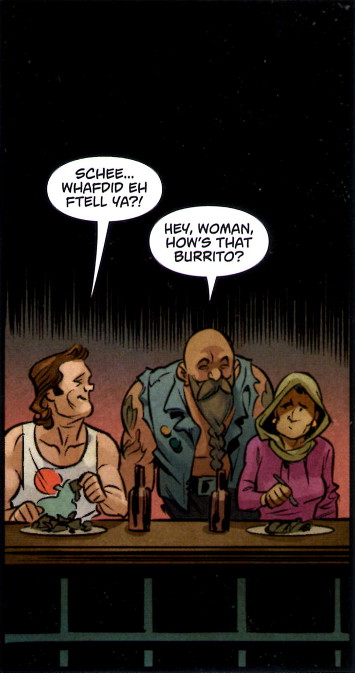 SCHEE...
WHAFDID EH
FTELL YA?!
HEY, WOMAN,
HOW'S THAT
BURRITO?